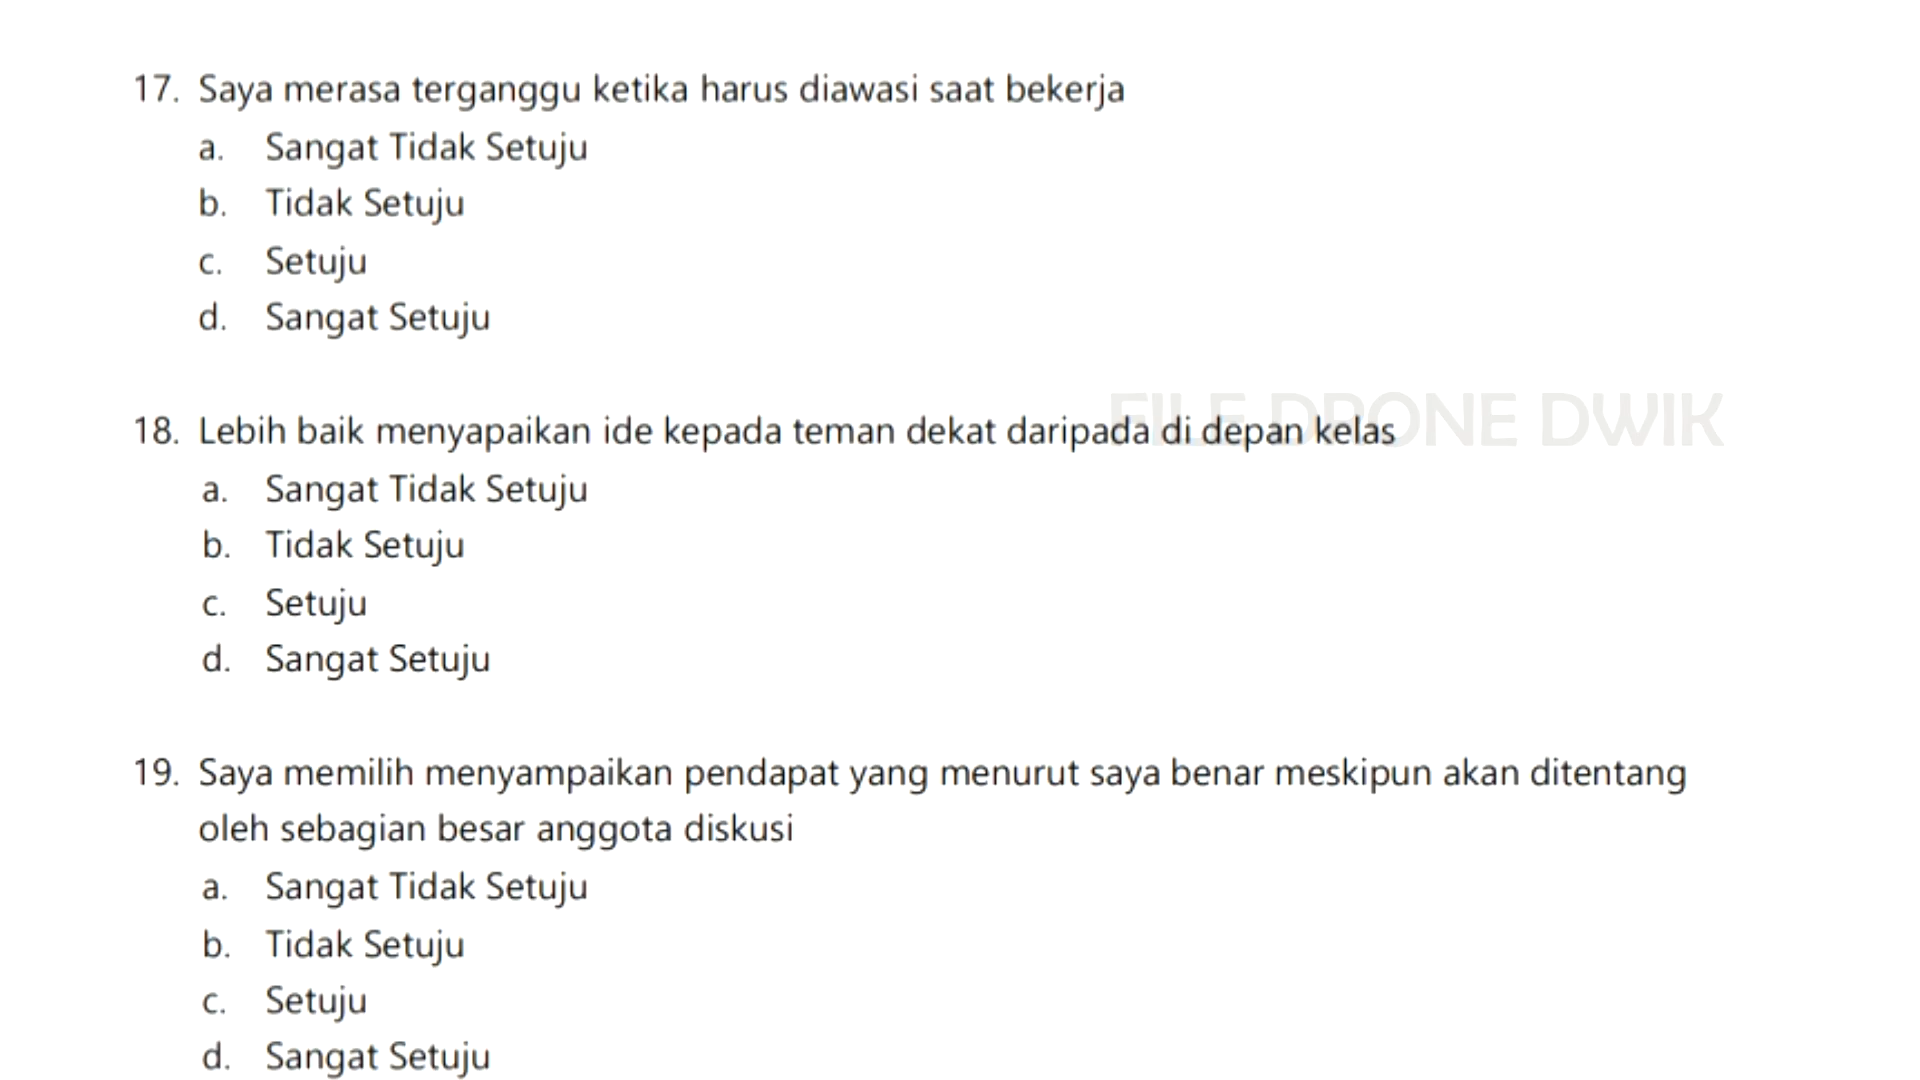 17. Saya merasa terganggu ketika harus diawasi saat bekerja
a. Sangat Tidak Setuju
b. Tidak Setuju
c. Setuju
d. Sangat Setuju
FILE DRONE DWIK
18. Lebih baik menyapaikan ide kepada teman dekat daripada di depan kelas
a. Sangat Tidak Setuju
b. Tidak Setuju
c. Setuju
d. Sangat Setuju
19. Saya memilih menyampaikan pendapat yang menurut saya benar meskipun akan ditentang
oleh sebagian besar anggota diskusi
a. Sangat Tidak Setuju
b. Tidak Setuju
c. Setuju
d. Sangat Setuju